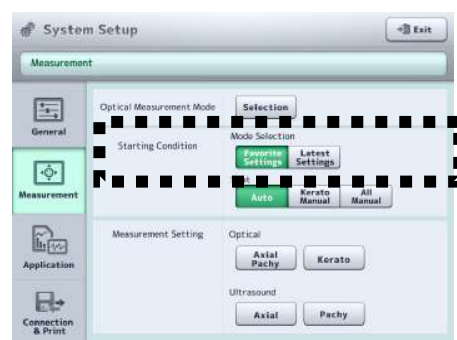 System Setup
Exit
Measurement
General
Measurement
Application
Connection
& Print
Optical Measurement Mode
Selection
Starting Condition
Mode Selection
Favorite
Settings
Latest
Settings
Auto
Kerato
Manual
All
Manual
Measurement Setting
Optical
Axial
Pachy
Kerato
Ultrasound
Axial
Pachy